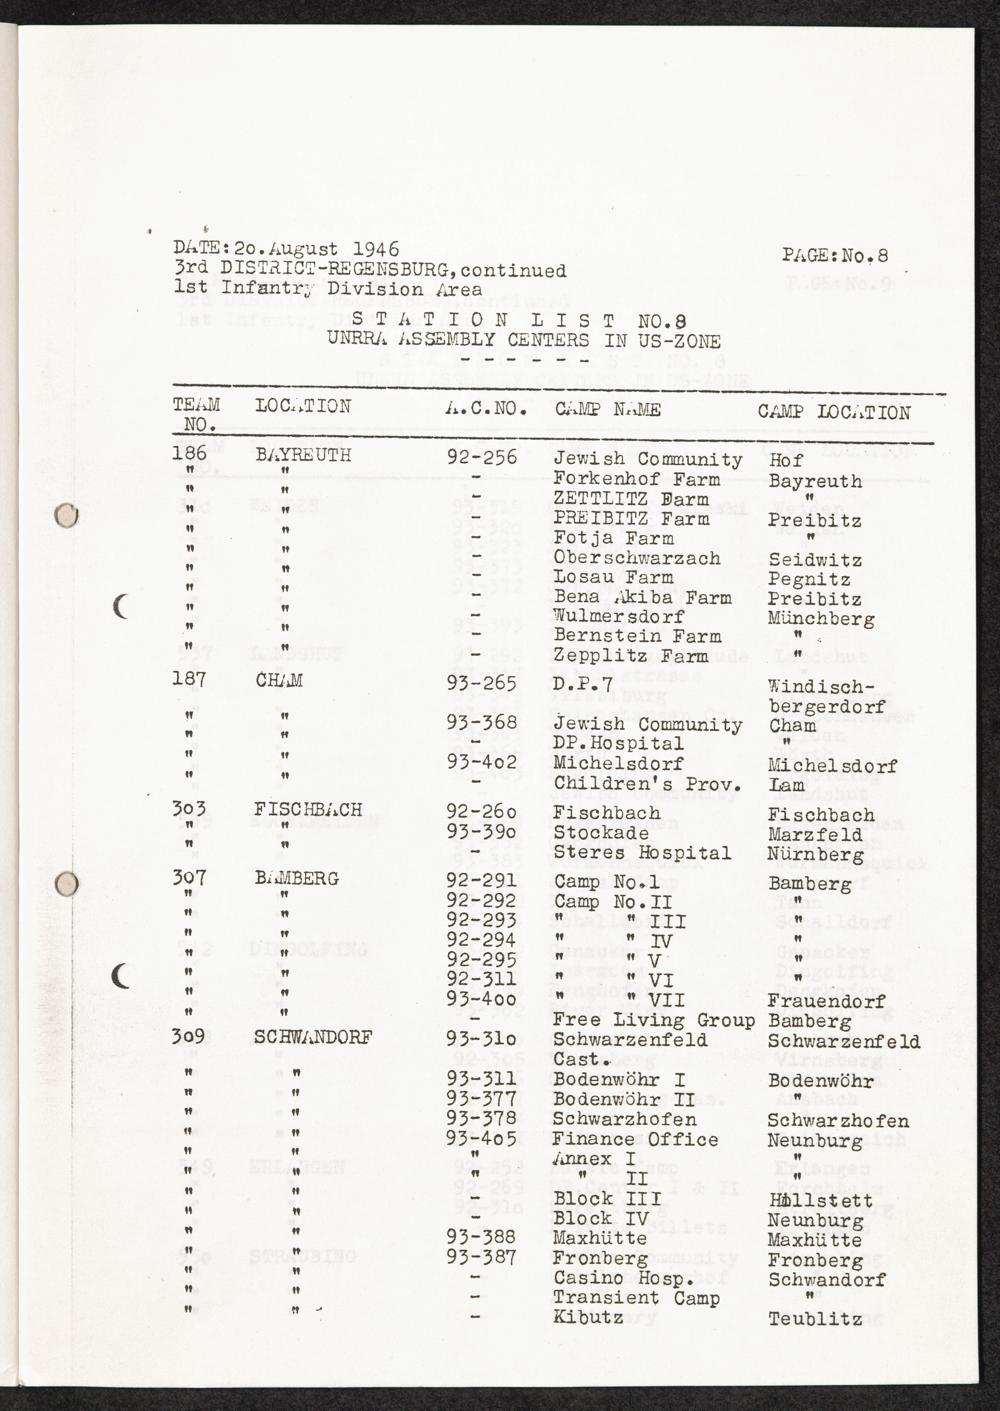 DATE:2o.August 1946 PAGE:No.8
3rd DISTRICT-REGENSBURG,continued
1st Infantry Division Area
S T A T I O N L I S T NO.8
UNRRA ASSEMBLY CENTERS IN US-ZONE
- - - - - - -
TEAM LOCATION A.C.NO. CAMP NAME CAMP LOCATION
NO.
186 BAYREUTH 92-256 Jewish Community Hof
" " - Forkenhof Farm Bayreuth
" " - ZETTLITZ Farm "
" " - PREIBITZ Farm Preibitz
" " - Fotja Farm "
" " - Oberschwarzach Seidwitz
" " - Losau Farm Pegnitz
" " - Bena Akiba Farm Preibitz
" " - Wulmersdorf Münchberg
" " - Bernstein Farm "
" " - Zepplitz Farm "
187 CHAM 93-265 D.P.7 Windisch-
bergerdorf
" " 93-368 Jewish Community Cham
" " - DP.Hospital "
" " 93-4o2 Michelsdorf Michelsdorf
" " - Children's Prov. Lam
3o3 FISCHBACH 92-26o Fischbach Fischbach
" " 93-39o Stockade Marzfeld
" " - Steres Hospital Nürnberg
307 BAMBERG 92-291 Camp No.1 Bamberg
" " 92-292 Camp No.II "
" " 92-293 " " III "
" " 92-294 " " IV "
" " 92-295 " " V "
" " 92-311 " " VI "
" " 93-4oo " " VII Frauendorf
" " - Free Living Group Bamberg
3o9 SCHWANDORF 93-31o Schwarzenfeld Schwarzenfeld
Cast.
" " 93-311 Bodenwöhr I Bodenwöhr
" " 93-377 Bodenwöhr II "
" " 93-378 Schwarzhofen Schwarzhofen
" " 93-4o5 Finance Office Neunburg
" " " Annex I "
" " " " II "
" " - Block III Hillstett
" " - Block IV Neunburg
" " 93-388 Maxhütte Maxhütte
" " 93-387 Fronberg Fronberg
" " - Casino Hosp. Schwandorf
" " - Transient Camp "
" " - Kibutz Teublitz